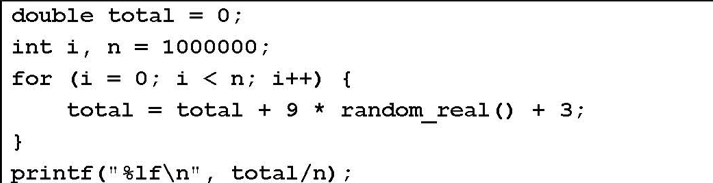 double total = 0;
int i, n = 1000000;
for (i = 0; i < n; i++) {
    total = total + 9 * random_real() + 3;
}
printf("%lf\n", total/n);